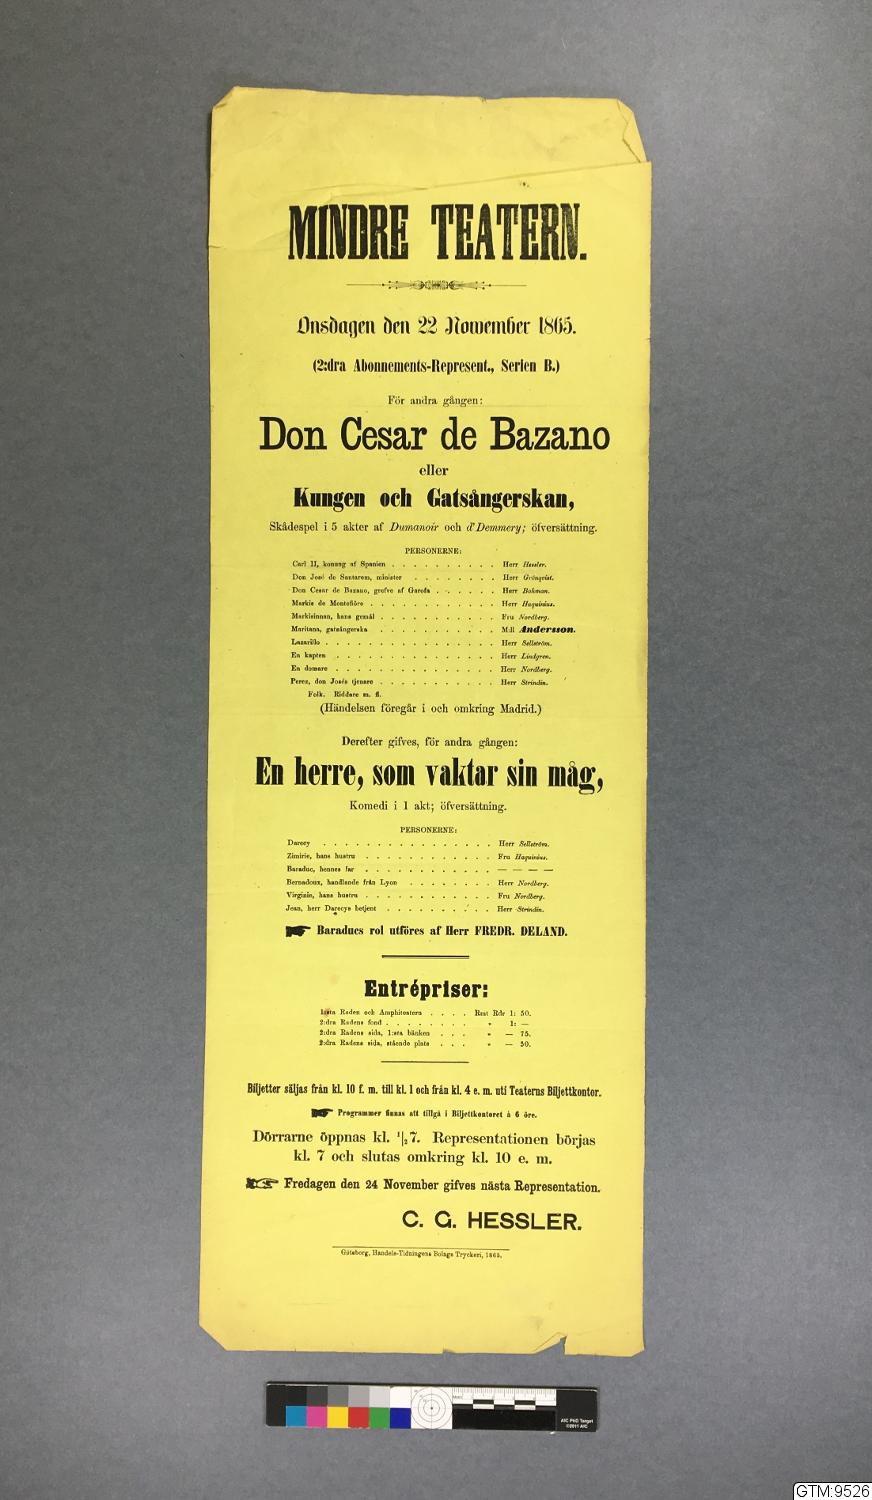 MINDRE TEATERN.
Onsdagen den 22 November 1865.
(2:dra Abonnements-Represent., Serien B.)
För andra gången:
Don Cesar de Bazano
eller
Kungen och Gatsångerskan,
Skådespel i 5 akter af Dumanoir och d'Demmery; öfversättning.
PERSONERNE:
Carl II, konung af Spanien . . . . . . . . . . Herr Hessler.
Don José de Santarem, minister . . . . . . . . Herr Grönqvist.
Don Cesar de Bazano, grefve af Garofa . . . . . . Herr Bohman.
Markis de Montefiôre . . . . . . . . . . . . Herr Haquinius.
Markisinnan, hans gemål . . . . . . . . . . . Fru Nordberg.
Maritana, gatsångerska . . . . . . . . . . . . M:ll Andersson.
Lazarillo . . . . . . . . . . . . . . . . Herr Sellström.
En kapten . . . . . . . . . . . . . . . Herr Lindgren.
En domare . . . . . . . . . . . . . . . Herr Nordberg.
Perez, don Josés tjenare . . . . . . . . . . . Herr Strindin.
Folk. Riddare m. fl.
(Händelsen föregår i och omkring Madrid.)
Derefter gifves, för andra gången:
En herre, som vaktar sin måg,
Komedi i 1 akt; öfversättning.
PERSONERNE:
Darecy . . . . . . . . . . . . . . . . Herr Sellström.
Zimirie, hans hustru . . . . . . . . . . . . Fru Haquinius.
Baraduc, hennes far . . . . . . . . . . . . — — — —
Bernadoux, handlande från Lyon . . . . . . . . Herr Nordberg.
Virginie, hans hustru . . . . . . . . . . . . Fru Nordberg.
Jean, herr Darecys betjent . . . . . . . . . . Herr Strindin.
☛ Baraducs rol utföres af Herr FREDR. DELAND.
Entrépriser:
1:sta Raden och Amphiteatern . . . . Rmt Rdr 1: 50.
2:dra Radens fond . . . . . . . . „ 1: —
2:dra Radens sida, 1:sta bänken . . . „ — 75.
2:dra Radens sida, stående plats . . . „ — 50.
Biljetter säljas från kl. 10 f. m. till kl. 1 och från kl. 4 e. m. uti Teaterns Biljettkontor.
☛ Programmer finnas att tillgå i Biljettkontoret à 6 öre.
Dörrarne öppnas kl. 1/2 7. Representationen börjas
kl. 7 och slutas omkring kl. 10 e. m.
☞ Fredagen den 24 November gifves nästa Representation.
C. G. HESSLER.
Göteborg, Handels-Tidningens Bolags Tryckeri, 1865.
AIC PhD Target
©2011 AIC
GTM:9526